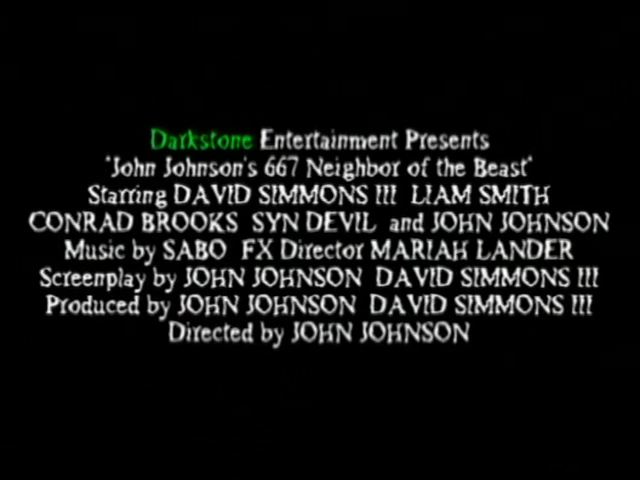 Darkstone Entertainment Presents
"John Johnson's 667 Neighbor of the Beast"
Starring DAVID SIMMONS III LIAM SMITH
CONRAD BROOKS SYN DEVIL and JOHN JOHNSON
Music by SABO FX Director MARIAH LANDER
Screenplay by JOHN JOHNSON DAVID SIMMONS III
Produced by JOHN JOHNSON DAVID SIMMONS III
Directed by JOHN JOHNSON